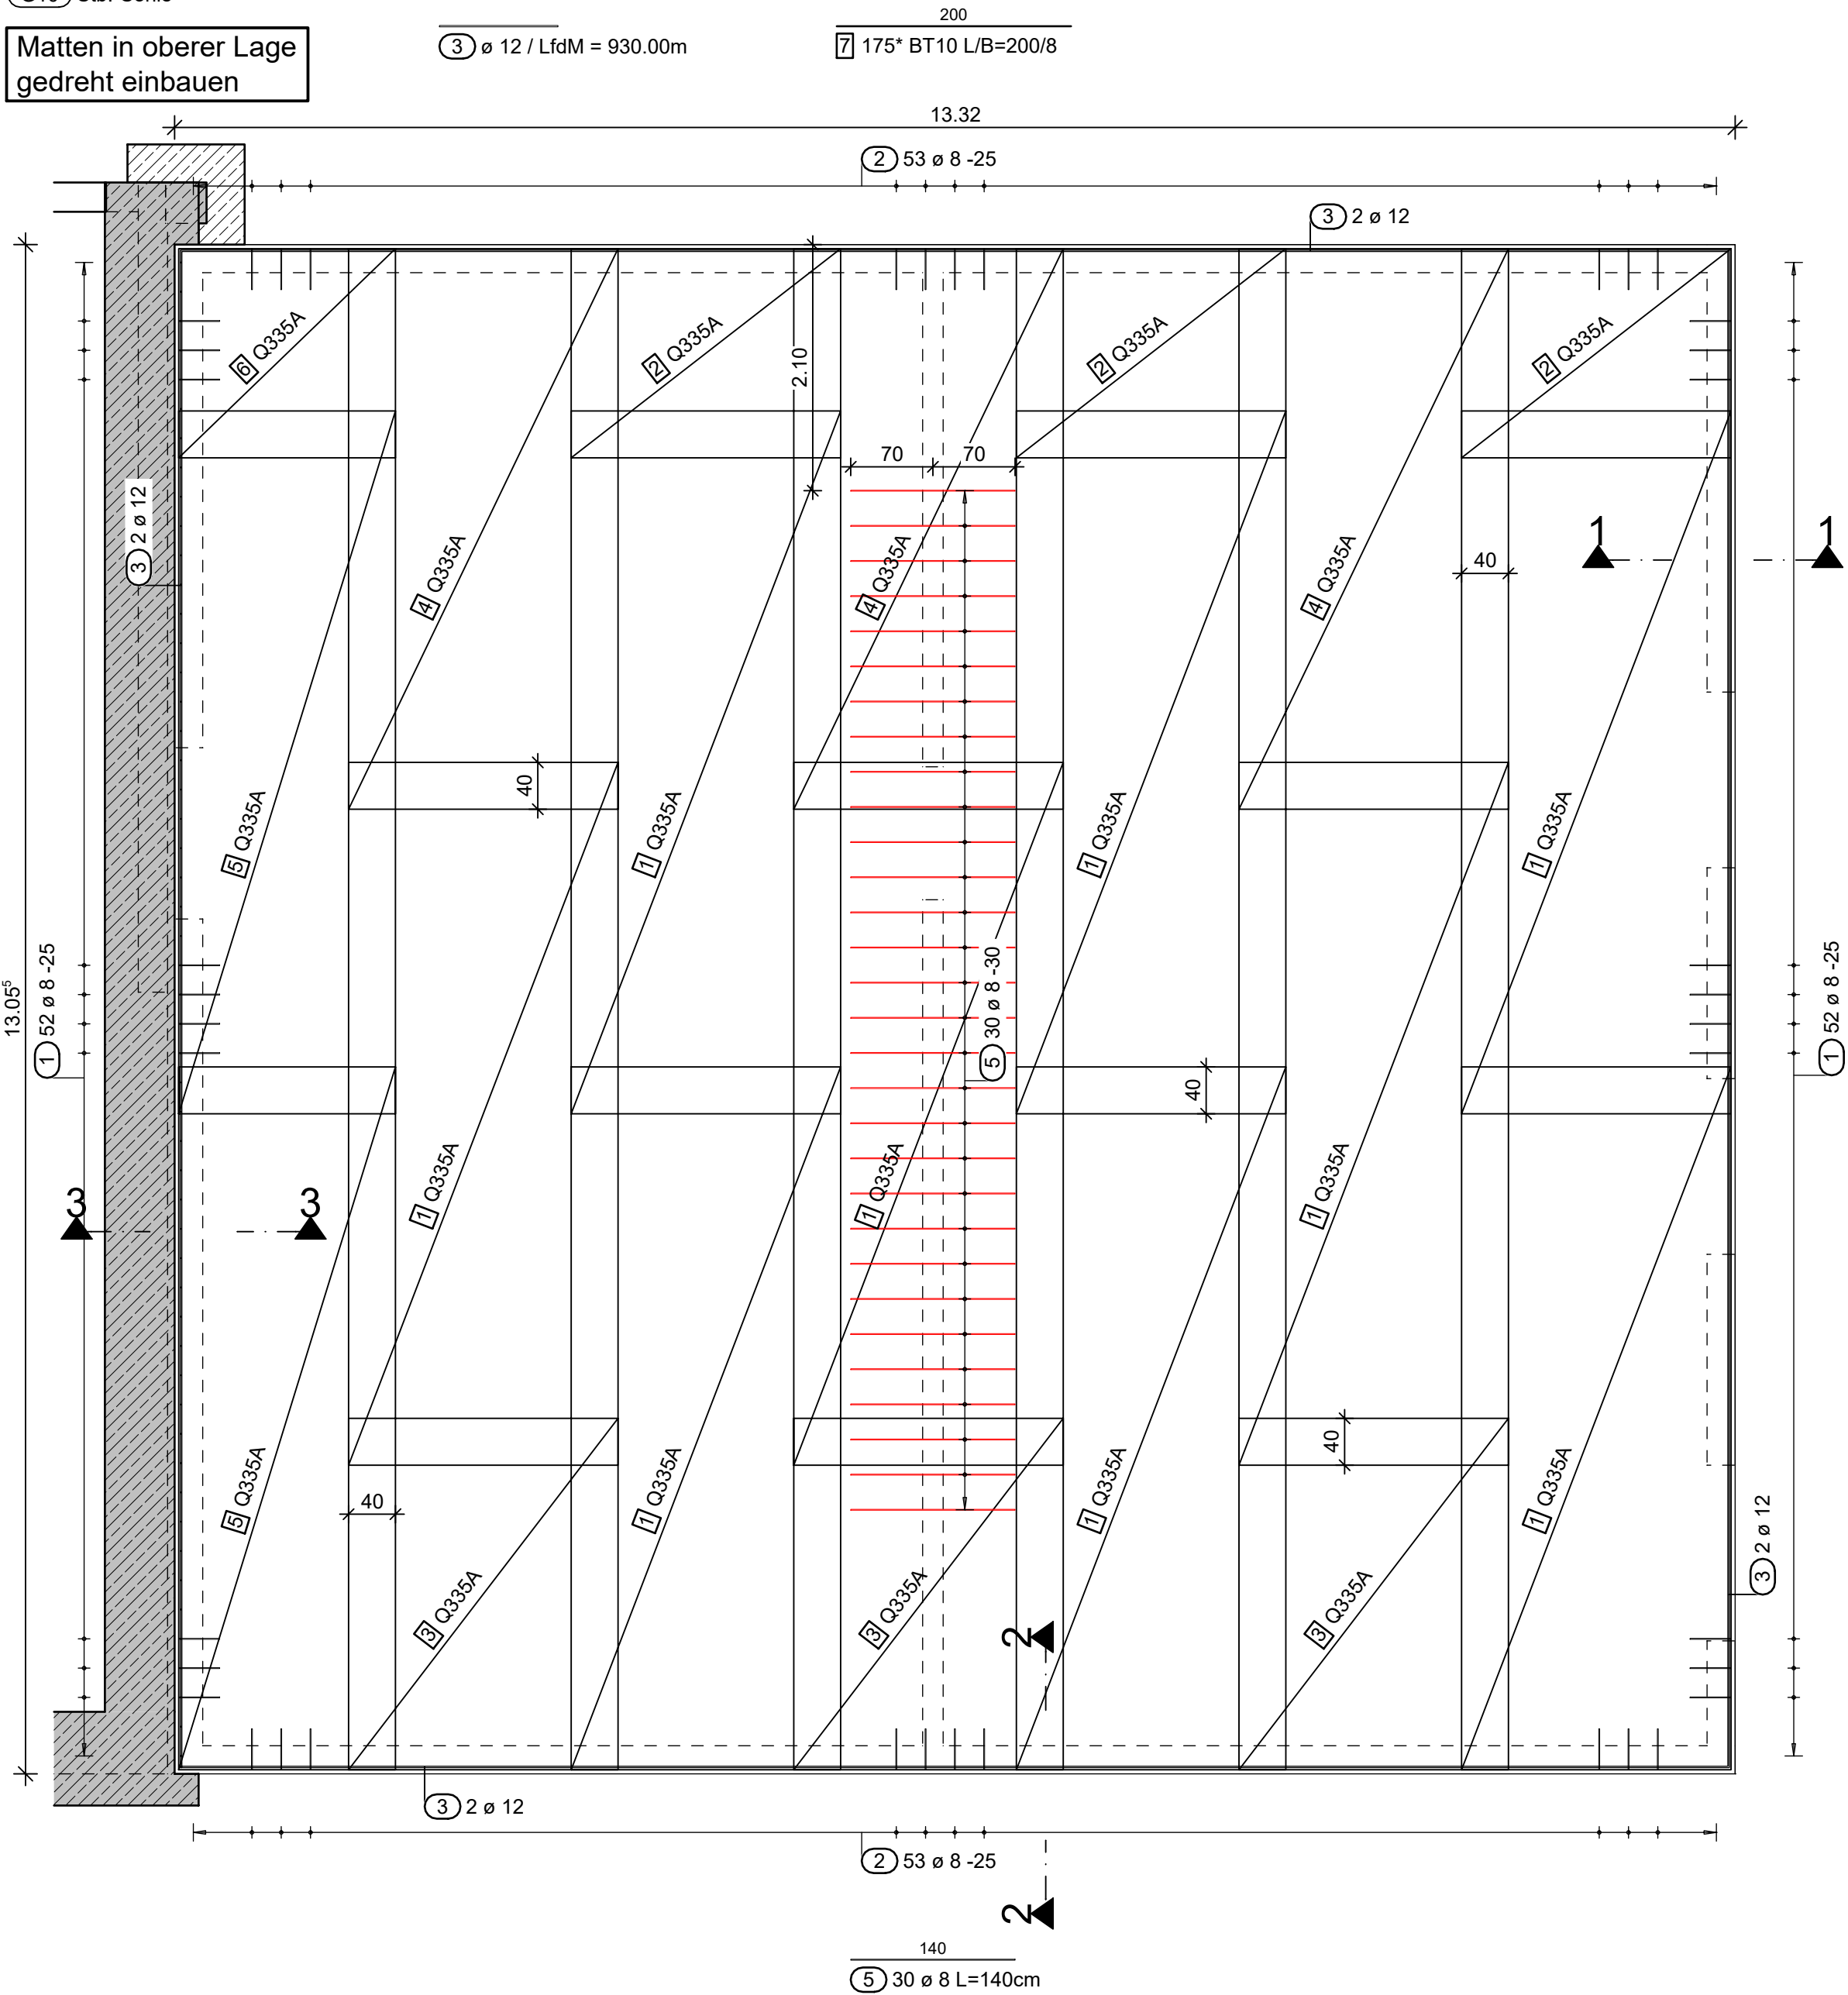 Matten in oberer Lage
gedreht einbauen
3 ø 12 / LfdM = 930.00m
200
7 175* BT10 L/B=200/8
13.32
2 53 ø 8 -25
3 2 ø 12
6 Q335A
2 Q335A
2 Q335A
2 Q335A
2.10
70 70
3 2 ø 12
4 Q335A
4 Q335A
4 Q335A
40
1 1
40
5 Q335A
1 Q335A
1 Q335A
1 Q335A
13.05⁵
1 52 ø 8 -25
5 30 ø 8 -30
1 52 ø 8 -25
40
1 Q335A
1 Q335A
1 Q335A
3 3
40
40
5 Q335A
1 Q335A
1 Q335A
1 Q335A
3 Q335A
3 Q335A
3 Q335A
3 2 ø 12
2
3 2 ø 12
2 53 ø 8 -25
2
140
5 30 ø 8 L=140cm